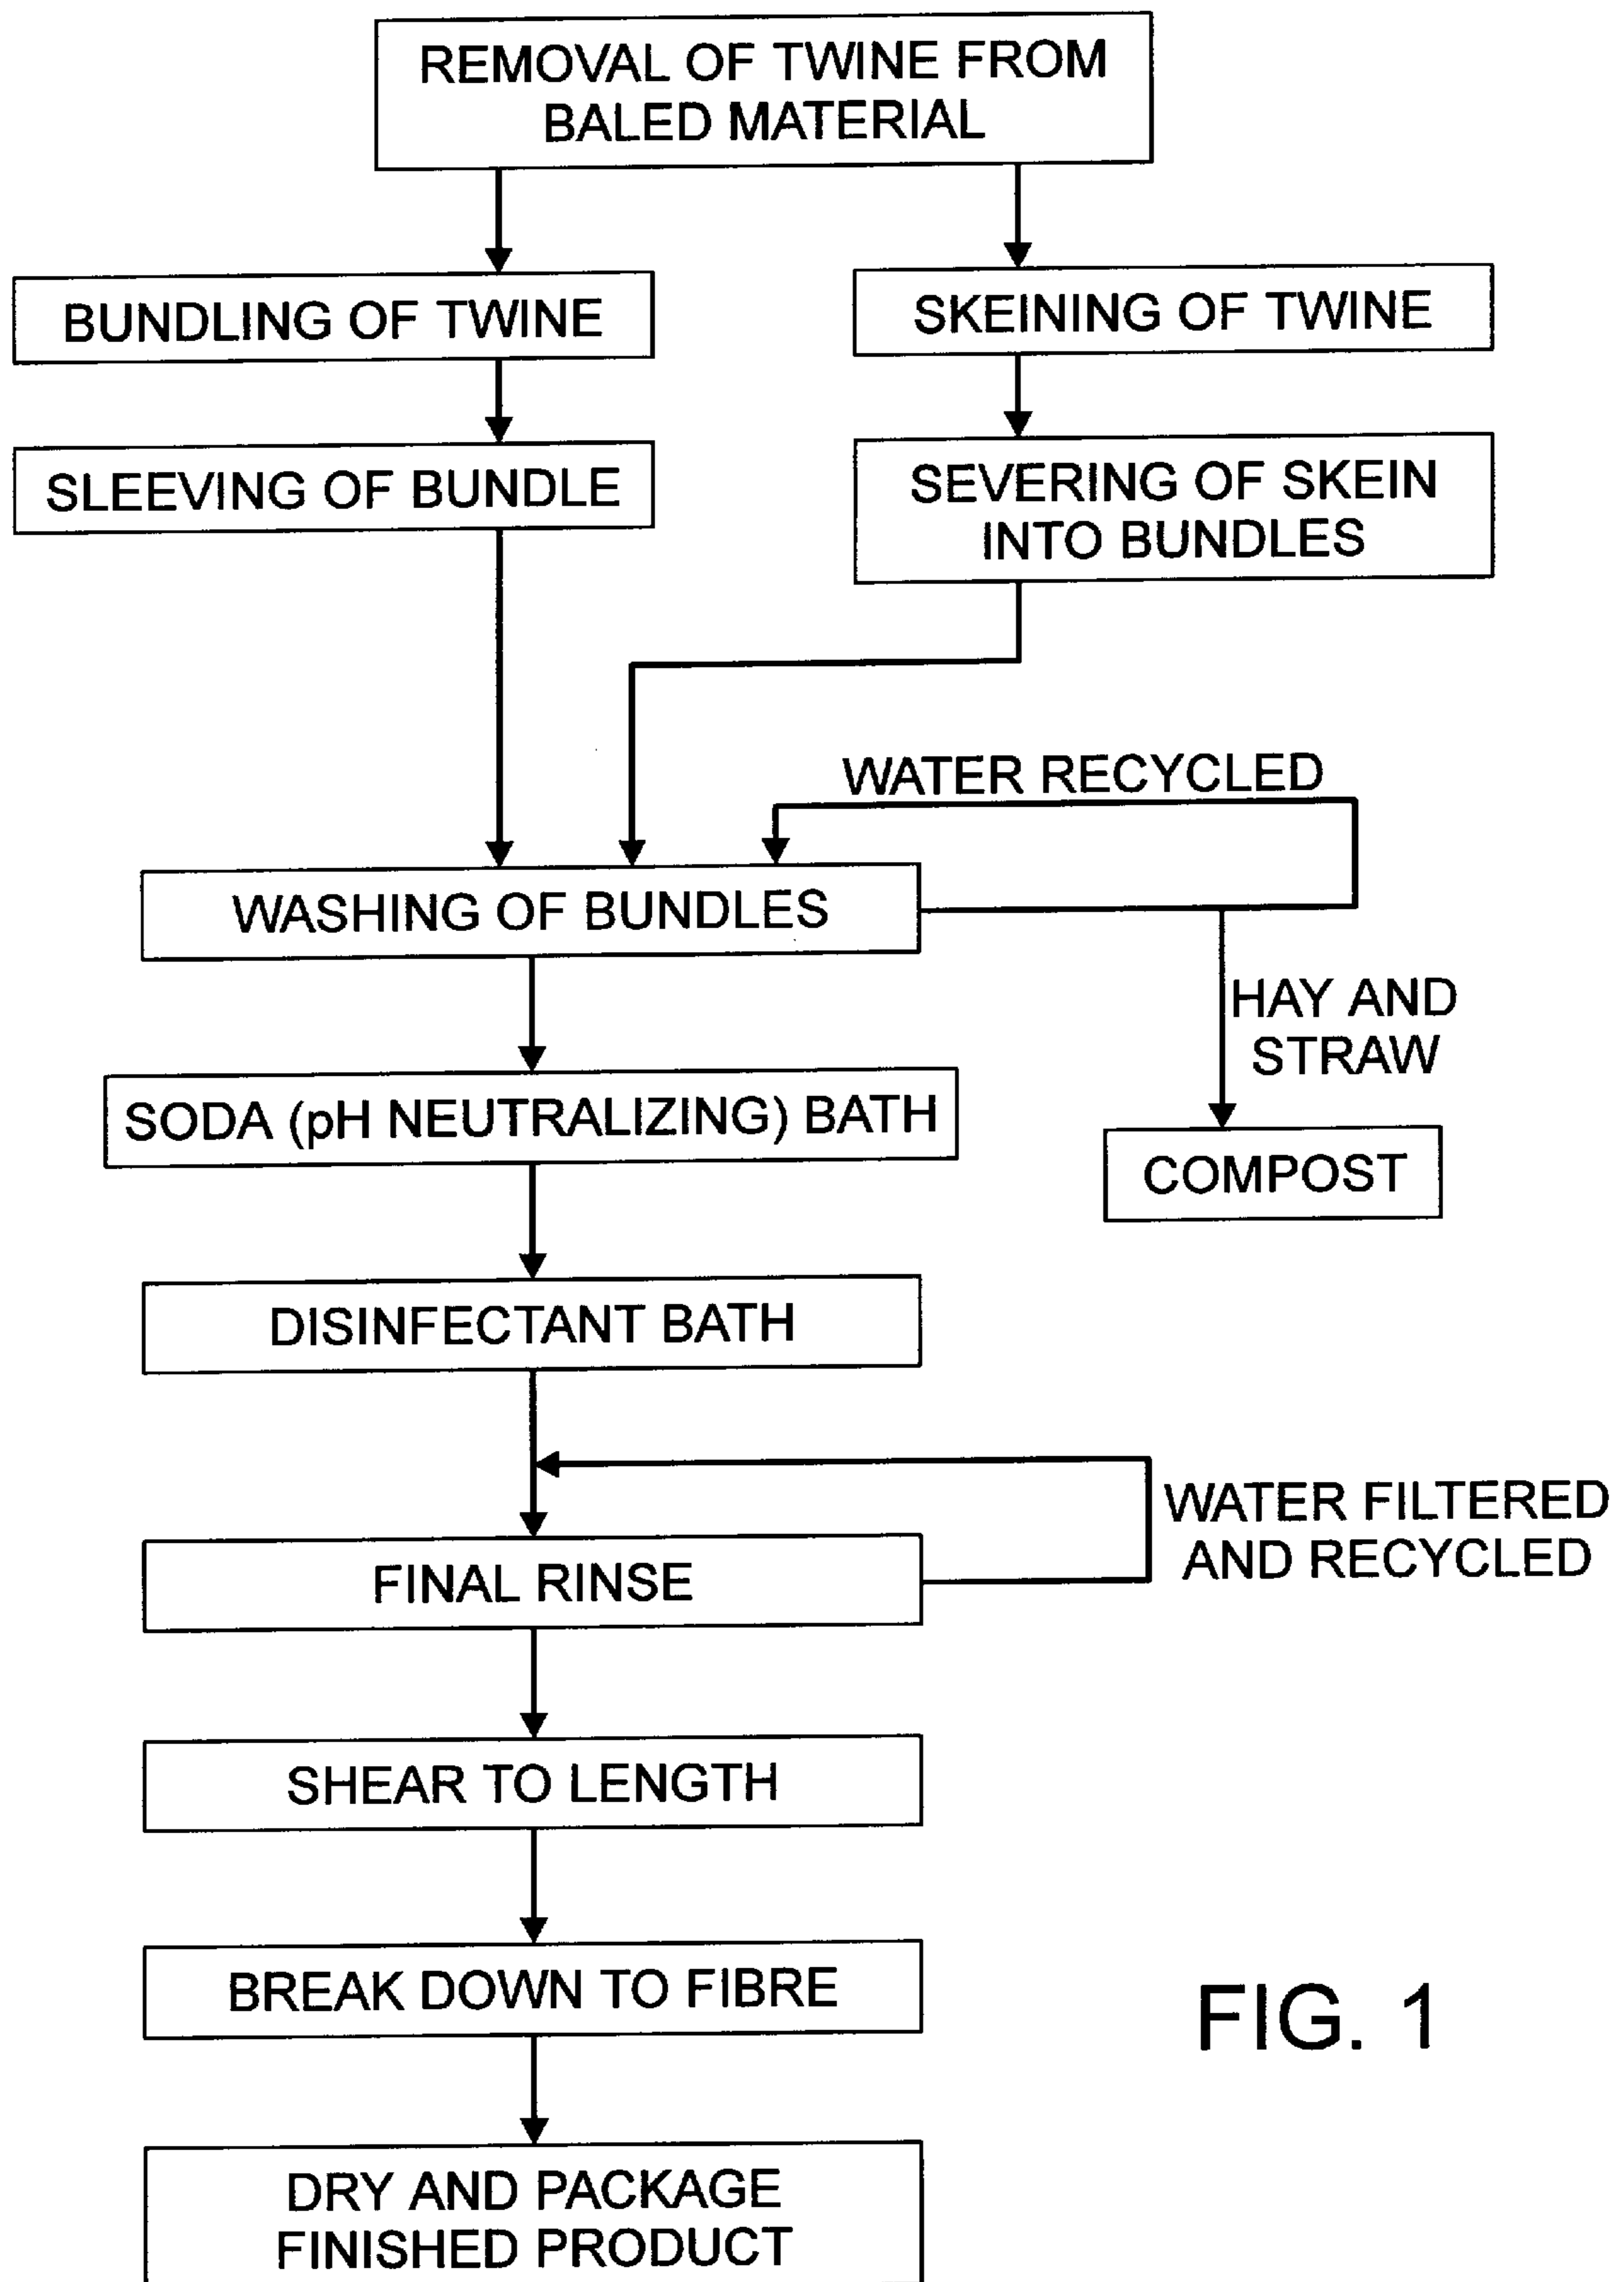 REMOVAL OF TWINE FROM
BALED MATERIAL
BUNDLING OF TWINE
SKEINING OF TWINE
SLEEVING OF BUNDLE
SEVERING OF SKEIN
INTO BUNDLES
WATER RECYCLED
WASHING OF BUNDLES
HAY AND
STRAW
SODA (pH NEUTRALIZING) BATH
COMPOST
DISINFECTANT BATH
WATER FILTERED
AND RECYCLED
FINAL RINSE
SHEAR TO LENGTH
BREAK DOWN TO FIBRE
FIG. 1
DRY AND PACKAGE
FINISHED PRODUCT